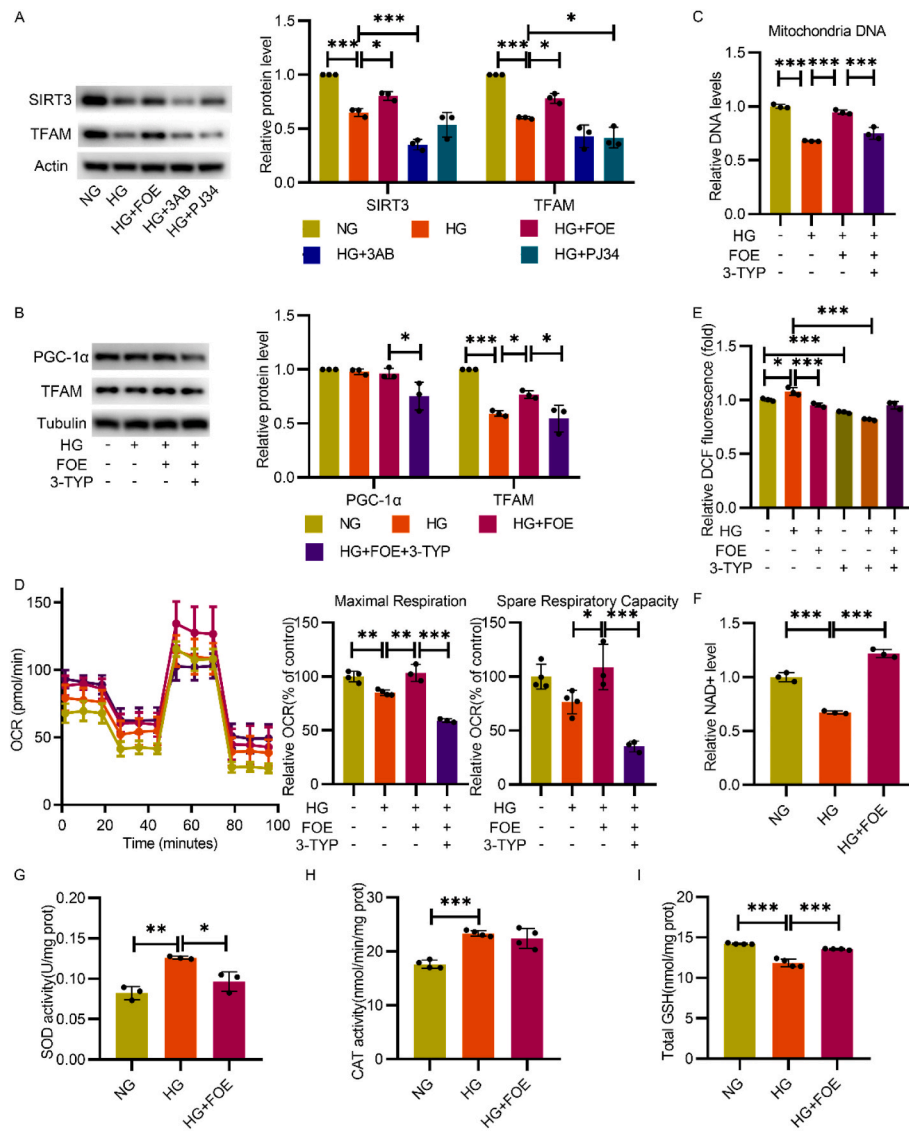 A
SIRT3
TFAM
Actin
NG
HG
HG+FOE
HG+3AB
HG+PJ34
Relative protein level
1.5
1.0
0.5
0.0
***
***
*
*
***
*
SIRT3
TFAM
NG
HG
HG+FOE
HG+3AB
HG+PJ34
C
Mitochondria DNA
Relative DNA levels
1.5
1.0
0.5
0.0
*** *** ***
HG - + + +
FOE - - + +
3-TYP - - - +
B
PGC-1α
TFAM
Tubulin
HG - + + +
FOE - - + +
3-TYP - - - +
Relative protein level
1.5
1.0
0.5
0.0
*
*** * *
PGC-1α
TFAM
NG
HG
HG+FOE
HG+FOE+3-TYP
E
Relative DCF fluorescence (fold)
1.5
1.0
0.5
0.0
***
***
* ***
HG - + + - + +
FOE - - + - - +
3-TYP - - - + + +
D
OCR (pmol/min)
150
100
50
0
0 20 40 60 80 100
Time (minutes)
Maximal Respiration
Relative OCR(% of control)
150
100
50
0
** ** ***
HG - + + +
FOE - - + +
3-TYP - - - +
Spare Respiratory Capacity
Relative OCR(% of control)
150
100
50
0
* ***
HG - + + +
FOE - - + +
3-TYP - - - +
F
Relative NAD+ level
1.5
1.0
0.5
0.0
*** ***
NG
HG
HG+FOE
G
SOD activity(U/mg prot)
0.20
0.15
0.10
0.05
0.00
** *
NG
HG
HG+FOE
H
CAT activity(nmol/min/mg prot)
30
20
10
0
***
NG
HG
HG+FOE
I
Total GSH(nmol/mg prot)
20
15
10
5
0
*** ***
NG
HG
HG+FOE